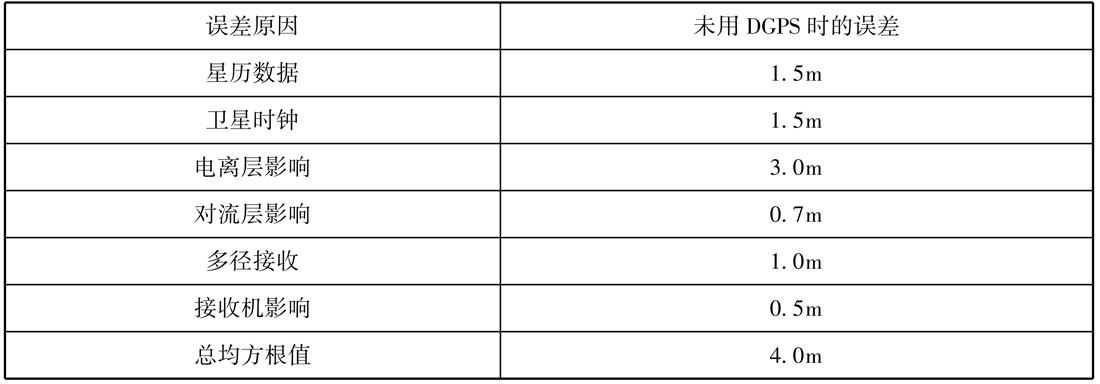 误差原因 未用 DGPS 时的误差
星历数据 1.5m
卫星时钟 1.5m
电离层影响 3.0m
对流层影响 0.7m
多径接收 1.0m
接收机影响 0.5m
总均方根值 4.0m